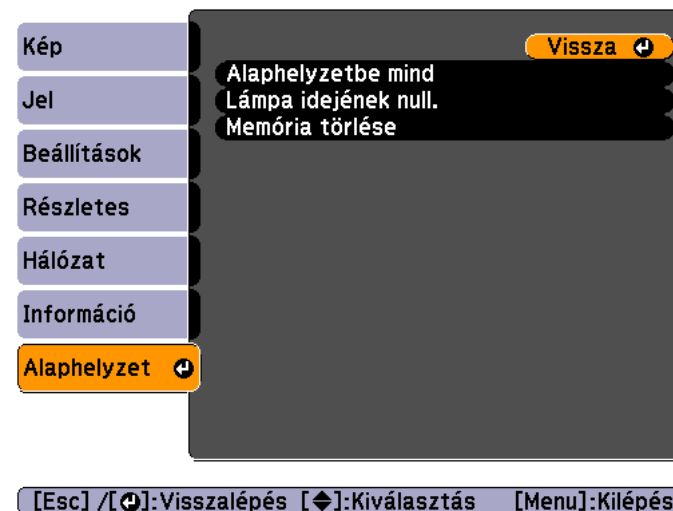 Kép
Jel
Beállítások
Részletes
Hálózat
Információ
Alaphelyzet
Vissza
Alaphelyzetbe mind
Lámpa idejének null.
Memória törlése
[Esc] /[ ]:Visszalépés [ ]:Kiválasztás [Menu]:Kilépés